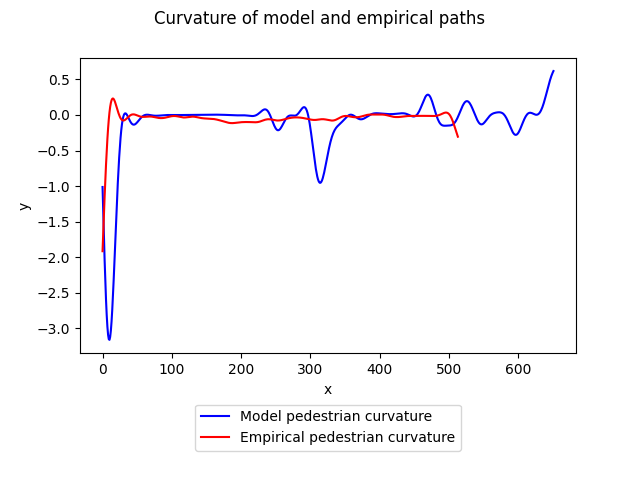 Curvature of model and empirical paths
0.5
0.0
−0.5
−1.0
−1.5
−2.0
−2.5
−3.0
y
0 100 200 300 400 500 600
x
Model pedestrian curvature
Empirical pedestrian curvature